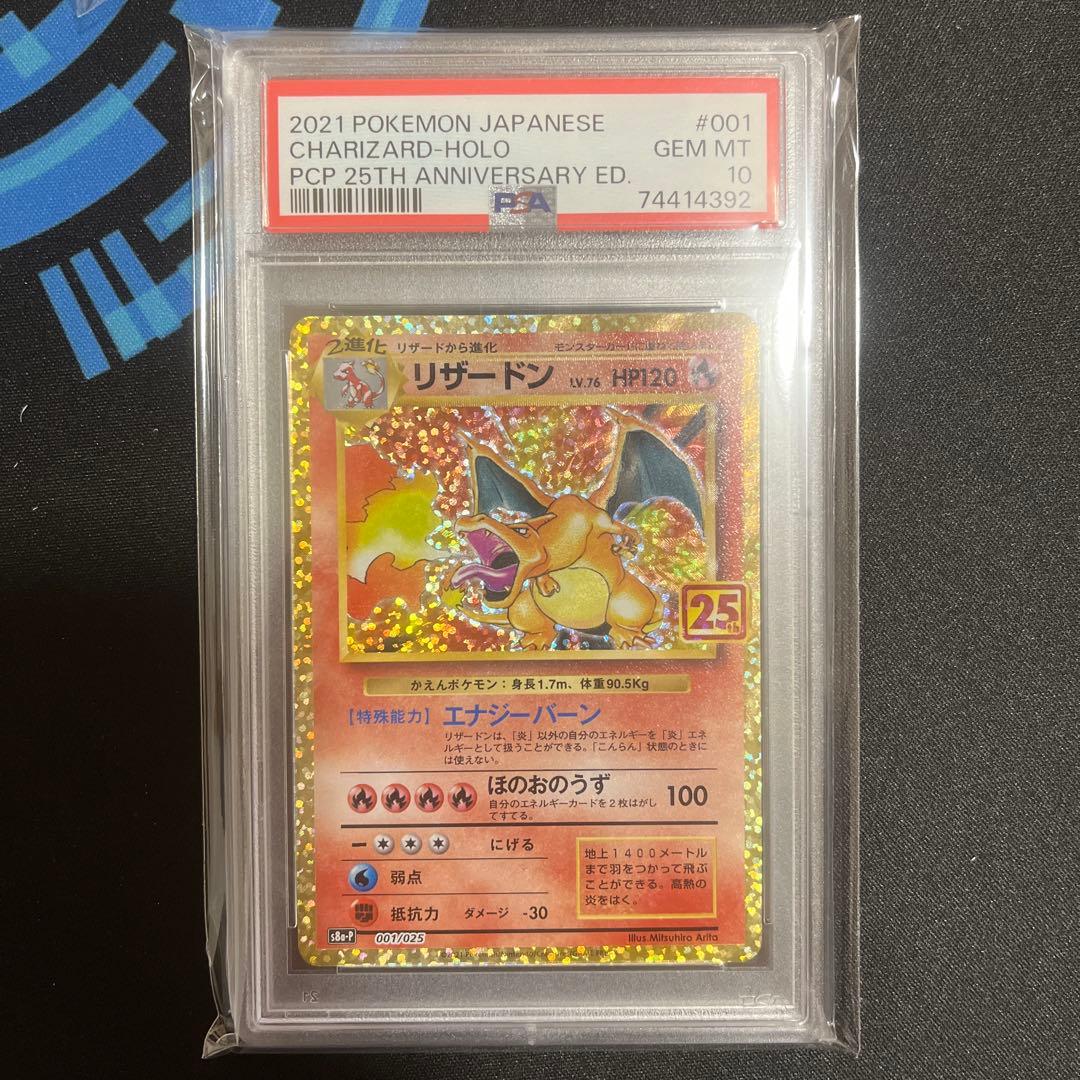 2021 POKEMON JAPANESE #001
CHARIZARD-HOLO GEM MT
PCP 25TH ANNIVERSARY ED. 10
PSA 74414392
2進化 リザードから進化
リザードン LV.76 HP120
25th
かえんポケモン：身長1.7m、体重90.5Kg
【特殊能力】エナジーバーン
リザードンは、「炎」以外の自分のエネルギーを「炎」エネ
ルギーとして扱うことができる。「こんらん」状態のときに
は使えない。
ほのおのうず 100
自分のエネルギーカードを2枚はがし
てすてる。
にげる
弱点
抵抗力 ダメージ -30
地上1400メートル
まで羽をつかって飛ぶ
ことができる。高熱の
炎をはく。
s8a-P 001/025
Illus.Mitsuhiro Arita